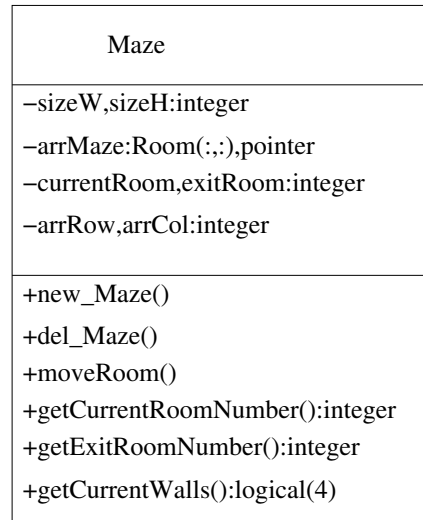 Maze
−sizeW,sizeH:integer
−arrMaze:Room(:,:),pointer
−currentRoom,exitRoom:integer
−arrRow,arrCol:integer
+new_Maze()
+del_Maze()
+moveRoom()
+getCurrentRoomNumber():integer
+getExitRoomNumber():integer
+getCurrentWalls():logical(4)